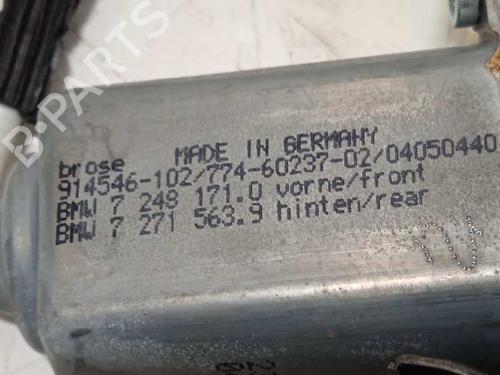 brose MADE IN GERMANY
914546-102/774-60237-02/04050440
BMW 7 248 171.0 vorne/front
BMW 7 271 563.9 hinten/rear
B-PARTS